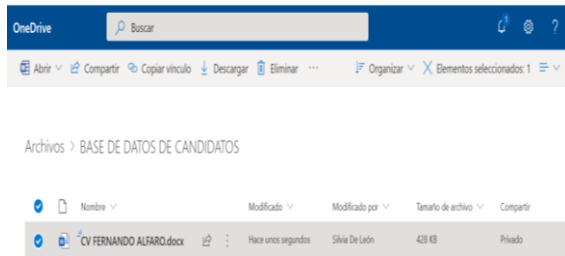 OneDrive Buscar 1 ?
Abrir Compartir Copiar vínculo Descargar Eliminar ··· Organizar Elementos seleccionados: 1
Archivos > BASE DE DATOS DE CANDIDATOS
Nombre Modificado Modificado por Tamaño de archivo Compartir
CV FERNANDO ALFARO.docx Hace unos segundos Silvia De León 428 KB Privado